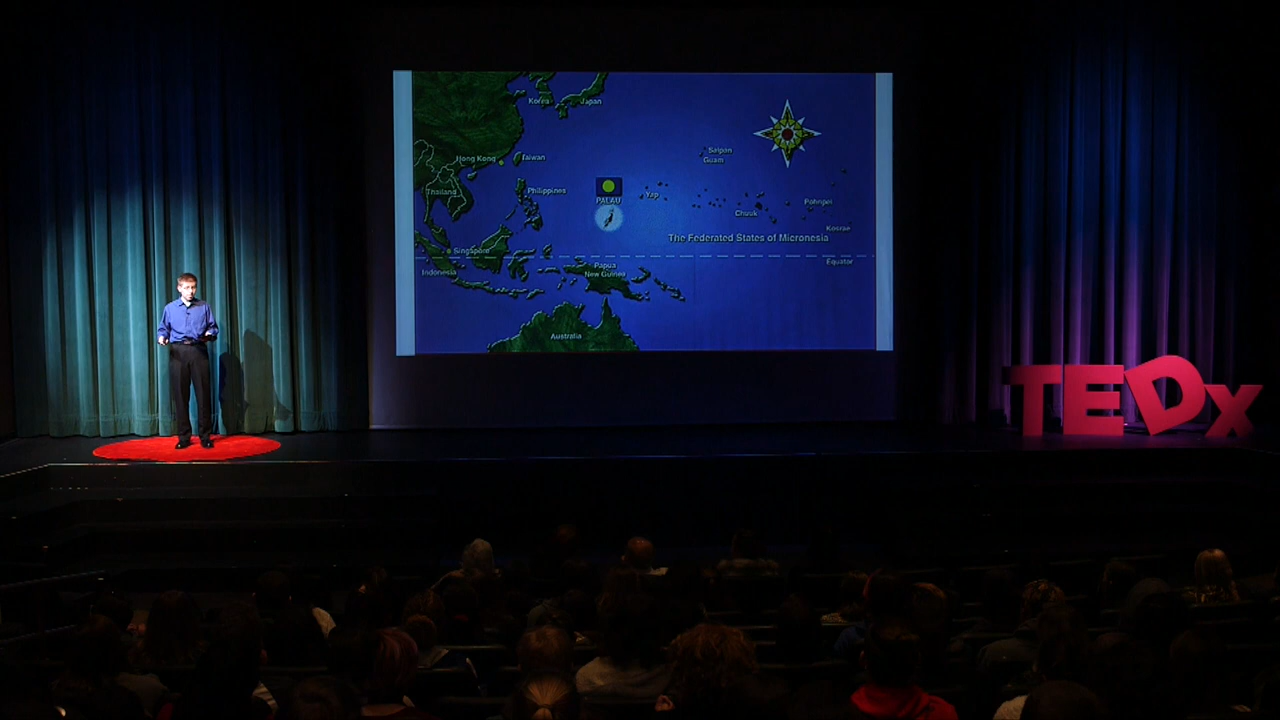 Korea
Japan
Saipan
Guam
Hong Kong
Taiwan
Thailand
Philippines
PALAU
Yap
Chuuk
Pohnpei
Kosrae
The Federated States of Micronesia
Singapore
Equator
Indonesia
Papua
New Guinea
Australia
TEDx